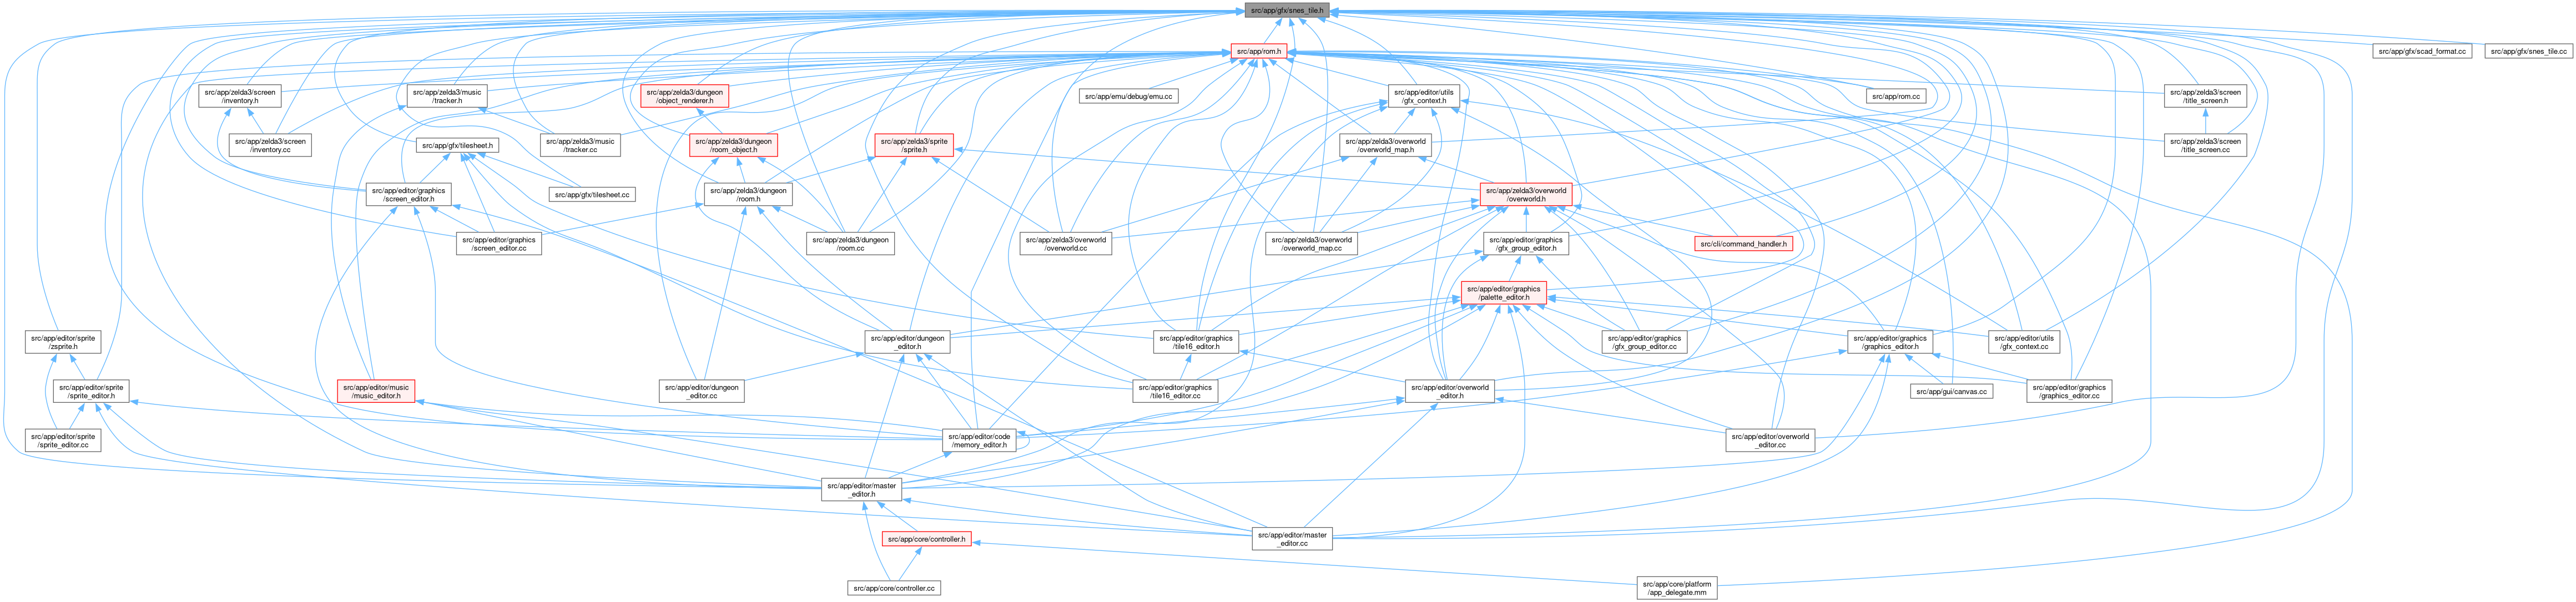 src/app/gfx/snes_tile.h
src/app/rom.h
src/app/gfx/scad_format.cc
src/app/gfx/snes_tile.cc
src/app/zelda3/screen
/inventory.h
src/app/zelda3/music
/tracker.h
src/app/zelda3/dungeon
/object_renderer.h
src/app/emu/debug/emu.cc
src/app/editor/utils
/gfx_context.h
src/app/rom.cc
src/app/zelda3/screen
/title_screen.h
src/app/zelda3/screen
/inventory.cc
src/app/gfx/tilesheet.h
src/app/zelda3/music
/tracker.cc
src/app/zelda3/dungeon
/room_object.h
src/app/zelda3/sprite
/sprite.h
src/app/zelda3/overworld
/overworld_map.h
src/app/zelda3/screen
/title_screen.cc
src/app/editor/graphics
/screen_editor.h
src/app/gfx/tilesheet.cc
src/app/zelda3/dungeon
/room.h
src/app/zelda3/overworld
/overworld.h
src/app/editor/graphics
/screen_editor.cc
src/app/zelda3/dungeon
/room.cc
src/app/zelda3/overworld
/overworld.cc
src/app/zelda3/overworld
/overworld_map.cc
src/app/editor/graphics
/gfx_group_editor.h
src/cli/command_handler.h
src/app/editor/graphics
/palette_editor.h
src/app/editor/sprite
/zsprite.h
src/app/editor/dungeon
_editor.h
src/app/editor/graphics
/tile16_editor.h
src/app/editor/graphics
/gfx_group_editor.cc
src/app/editor/graphics
/graphics_editor.h
src/app/editor/utils
/gfx_context.cc
src/app/editor/sprite
/sprite_editor.h
src/app/editor/music
/music_editor.h
src/app/editor/dungeon
_editor.cc
src/app/editor/graphics
/tile16_editor.cc
src/app/editor/overworld
_editor.h
src/app/gui/canvas.cc
src/app/editor/graphics
/graphics_editor.cc
src/app/editor/sprite
/sprite_editor.cc
src/app/editor/code
/memory_editor.h
src/app/editor/overworld
_editor.cc
src/app/editor/master
_editor.h
src/app/core/controller.h
src/app/editor/master
_editor.cc
src/app/core/controller.cc
src/app/core/platform
/app_delegate.mm